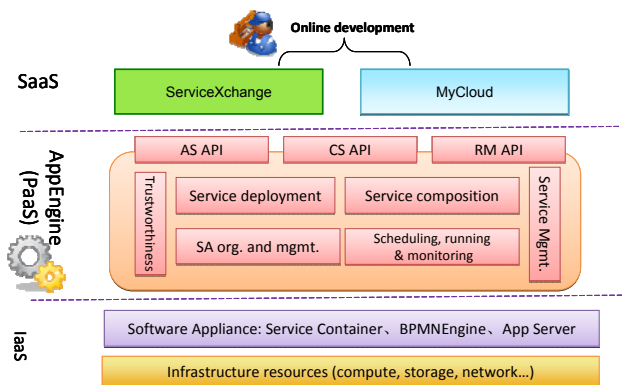 Online development
SaaS
ServiceXchange
MyCloud
AppEngine
(PaaS)
AS API
CS API
RM API
Trustworthiness
Service deployment
Service composition
Service Mgmt.
SA org. and mgmt.
Scheduling, running
& monitoring
IaaS
Software Appliance: Service Container、BPMNEngine、App Server
Infrastructure resources (compute, storage, network…)